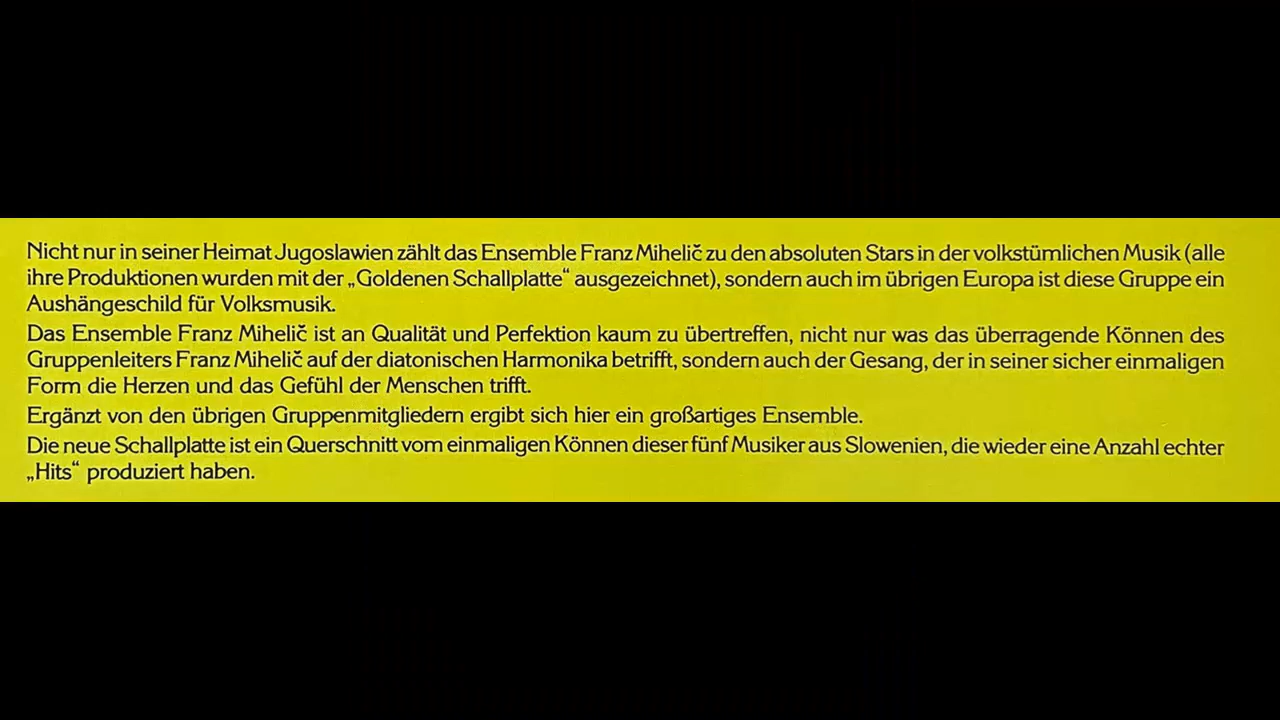 Nicht nur in seiner Heimat Jugoslawien zählt das Ensemble Franz Mihelič zu den absoluten Stars in der volkstümlichen Musik (alle
ihre Produktionen wurden mit der „Goldenen Schallplatte“ ausgezeichnet), sondern auch im übrigen Europa ist diese Gruppe ein
Aushängeschild für Volksmusik.
Das Ensemble Franz Mihelič ist an Qualität und Perfektion kaum zu übertreffen, nicht nur was das überragende Können des
Gruppenleiters Franz Mihelič auf der diatonischen Harmonika betrifft, sondern auch der Gesang, der in seiner sicher einmaligen
Form die Herzen und das Gefühl der Menschen trifft.
Ergänzt von den übrigen Gruppenmitgliedern ergibt sich hier ein großartiges Ensemble.
Die neue Schallplatte ist ein Querschnitt vom einmaligen Können dieser fünf Musiker aus Slowenien, die wieder eine Anzahl echter
„Hits“ produziert haben.